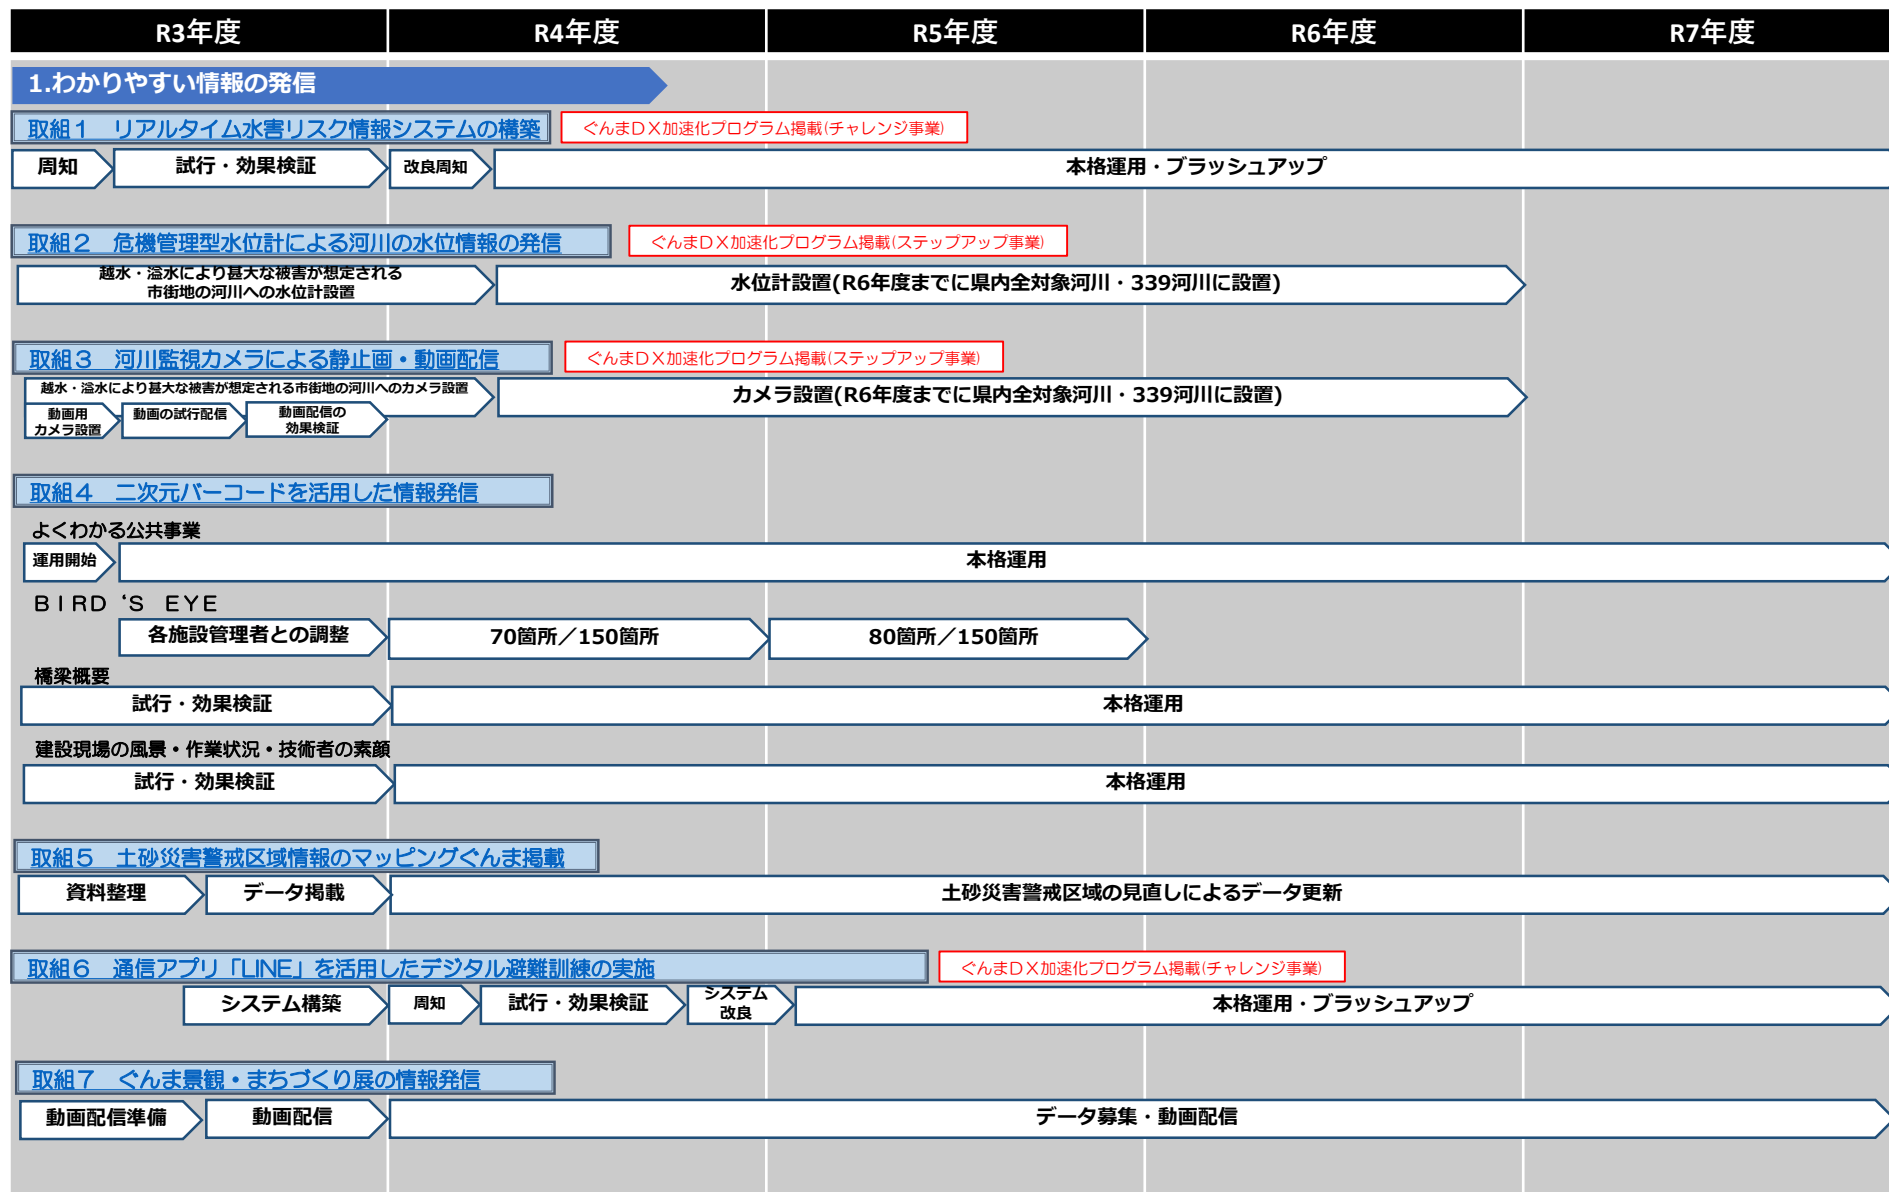 R3年度
R4年度
R5年度
R6年度
R7年度
1.わかりやすい情報の発信
取組1　リアルタイム水害リスク情報システムの構築
ぐんまDX加速化プログラム掲載(チャレンジ事業)
周知
試行・効果検証
改良周知
本格運用・ブラッシュアップ
取組2　危機管理型水位計による河川の水位情報の発信
ぐんまDX加速化プログラム掲載(ステップアップ事業)
越水・溢水により甚大な被害が想定される
市街地の河川への水位計設置
水位計設置(R6年度までに県内全対象河川・339河川に設置)
取組3　河川監視カメラによる静止画・動画配信
ぐんまDX加速化プログラム掲載(ステップアップ事業)
越水・溢水により甚大な被害が想定される市街地の河川へのカメラ設置
カメラ設置(R6年度までに県内全対象河川・339河川に設置)
動画用
カメラ設置
動画の試行配信
動画配信の
効果検証
取組4　二次元バーコードを活用した情報発信
よくわかる公共事業
運用開始
本格運用
BIRD‘S　EYE
各施設管理者との調整
70箇所／150箇所
80箇所／150箇所
橋梁概要
試行・効果検証
本格運用
建設現場の風景・作業状況・技術者の素顔
試行・効果検証
本格運用
取組5　土砂災害警戒区域情報のマッピングぐんま掲載
資料整理
データ掲載
土砂災害警戒区域の見直しによるデータ更新
取組6　通信アプリ「LINE」を活用したデジタル避難訓練の実施
ぐんまDX加速化プログラム掲載(チャレンジ事業)
システム構築
周知
試行・効果検証
システム
改良
本格運用・ブラッシュアップ
取組7　ぐんま景観・まちづくり展の情報発信
動画配信準備
動画配信
データ募集・動画配信